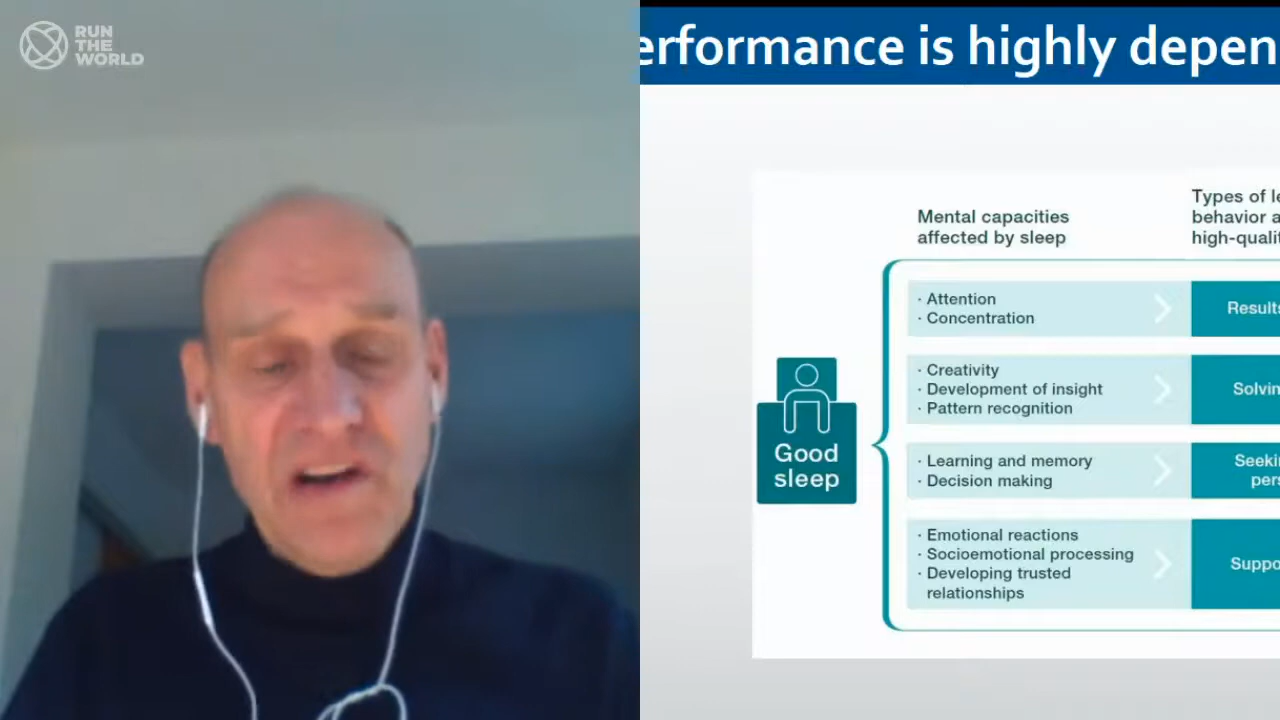 RUN
THE
WORLD
erformance is highly depen
Mental capacities
affected by sleep
Types of le
behavior a
high-qualit
· Attention
· Concentration
Results
· Creativity
· Development of insight
· Pattern recognition
Solvin
Good
sleep
· Learning and memory
· Decision making
Seeki
pers
· Emotional reactions
· Socioemotional processing
· Developing trusted
relationships
Suppo